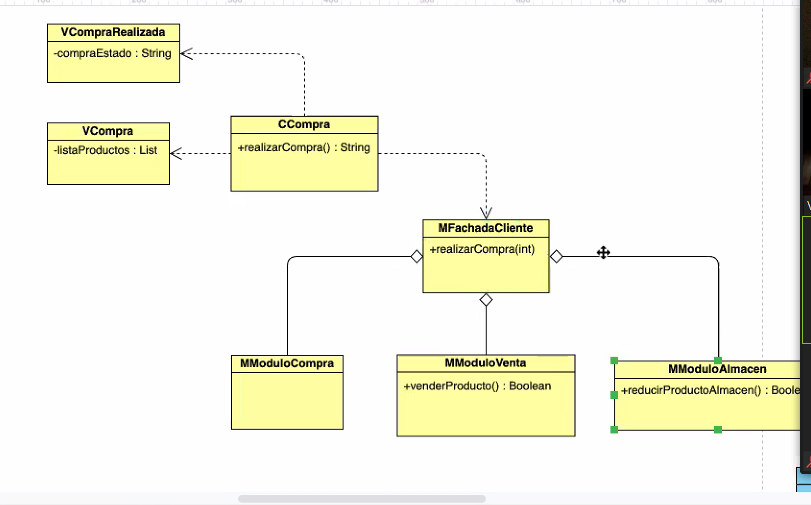 VCompraRealizada
-compraEstado : String
VCompra
-listaProductos : List
CCompra
+realizarCompra() : String
MFachadaCliente
+realizarCompra(int)
MModuloCompra
MModuloVenta
+venderProducto() : Boolean
MModuloAlmacen
+reducirProductoAlmacen() : Boole